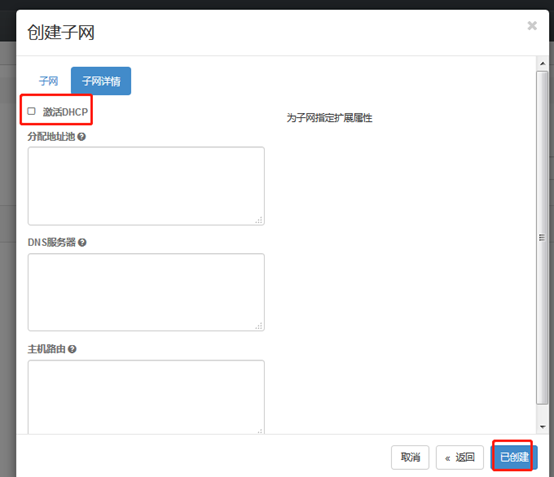 创建子网
子网 子网详情
激活DHCP
为子网指定扩展属性
分配地址池
DNS服务器
主机路由
取消 « 返回 已创建